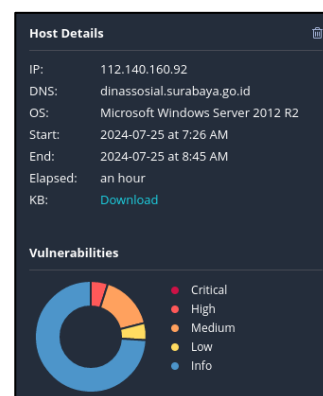 Host Details
IP: 112.140.160.92
DNS: dinassosial.surabaya.go.id
OS: Microsoft Windows Server 2012 R2
Start: 2024-07-25 at 7:26 AM
End: 2024-07-25 at 8:45 AM
Elapsed: an hour
KB: Download
Vulnerabilities
Critical
High
Medium
Low
Info